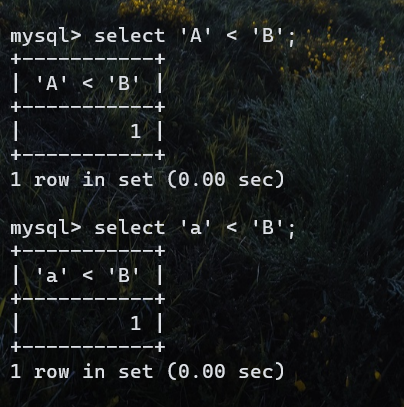 mysql> select 'A' < 'B';
+-----------+
| 'A' < 'B' |
+-----------+
|         1 |
+-----------+
1 row in set (0.00 sec)

mysql> select 'a' < 'B';
+-----------+
| 'a' < 'B' |
+-----------+
|         1 |
+-----------+
1 row in set (0.00 sec)